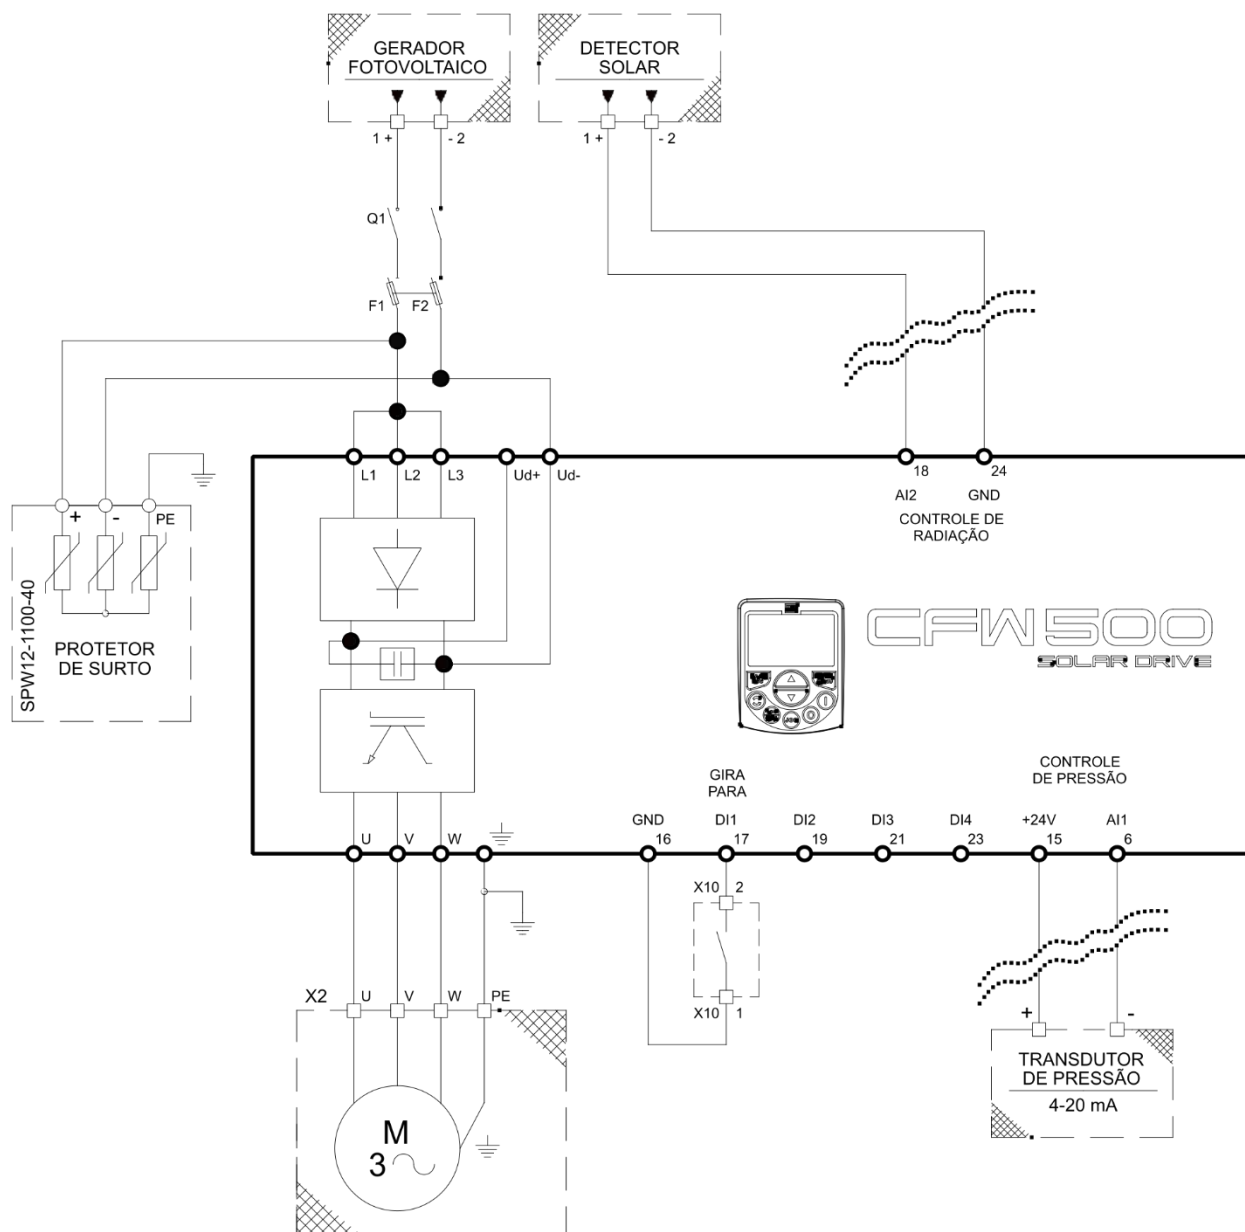 GERADOR
FOTOVOLTAICO
1 +
- 2
DETECTOR
SOLAR
1 +
- 2
Q1
F1
F2
L1
L2
L3
Ud+
Ud-
18
24
AI2
GND
CONTROLE DE
RADIAÇÃO
+
-
PE
SPW12-1100-40
PROTETOR
DE SURTO
CFW500
SOLAR DRIVE
JOG
O
I
CONTROLE
DE PRESSÃO
GIRA
PARA
U
V
W
GND
16
DI1
17
DI2
19
DI3
21
DI4
23
+24V
15
AI1
6
X10
2
X10
1
X2
U
V
W
PE
M
3
+
-
TRANSDUTOR
DE PRESSÃO
4-20 mA